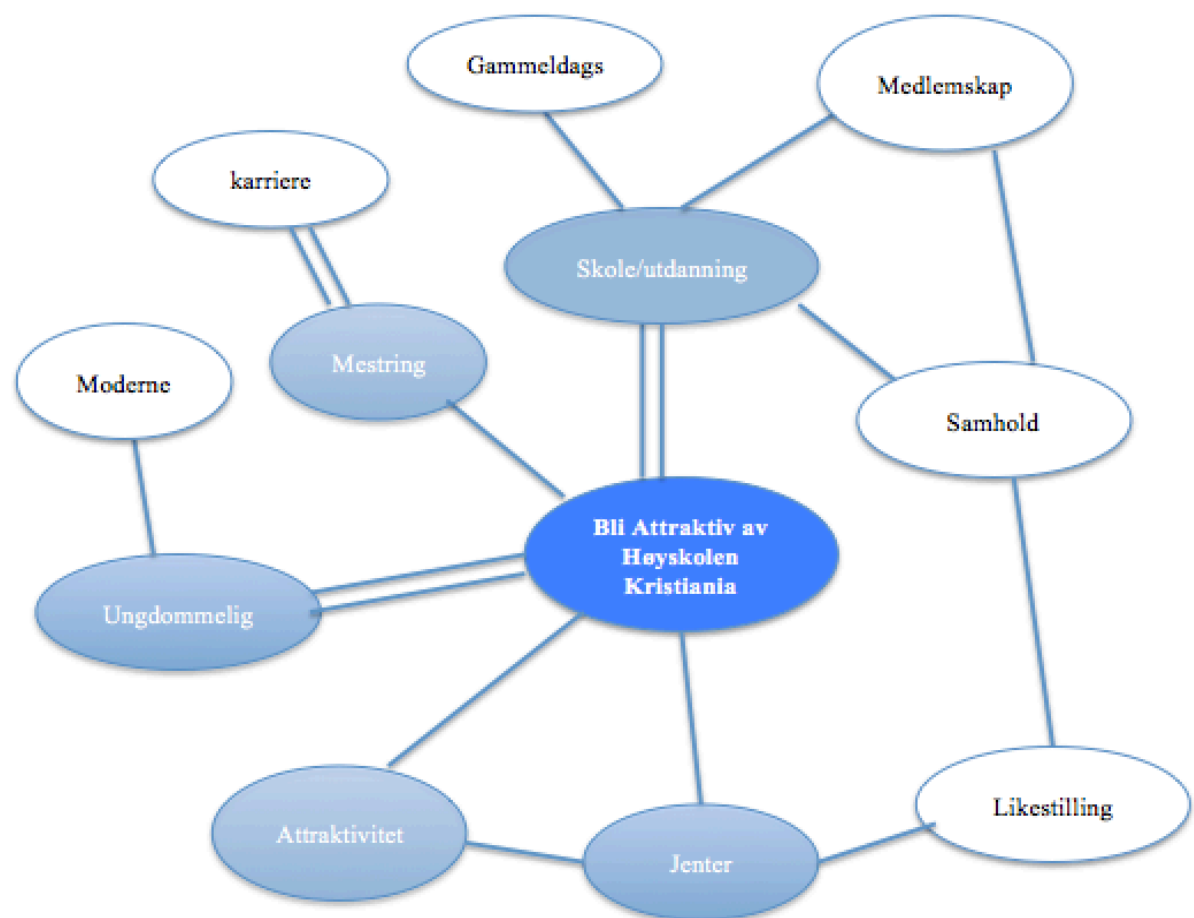 Gammeldags
Medlemskap
karriere
Skole/utdanning
Mestring
Moderne
Samhold
Bli Attraktiv av
Høyskolen
Kristiania
Ungdommelig
Likestilling
Attraktivitet
Jenter